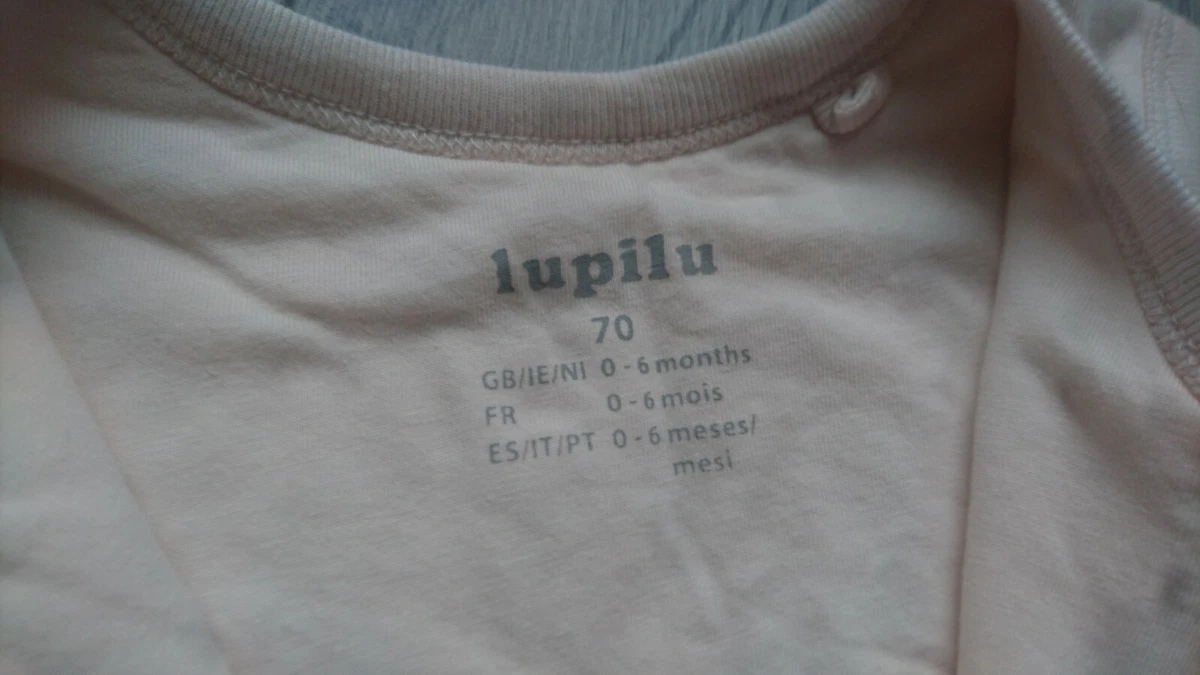 lupilu
70
GB/IE/NI 0 - 6 months
FR 0 - 6 mois
ES/IT/PT 0 - 6 meses/
mesi